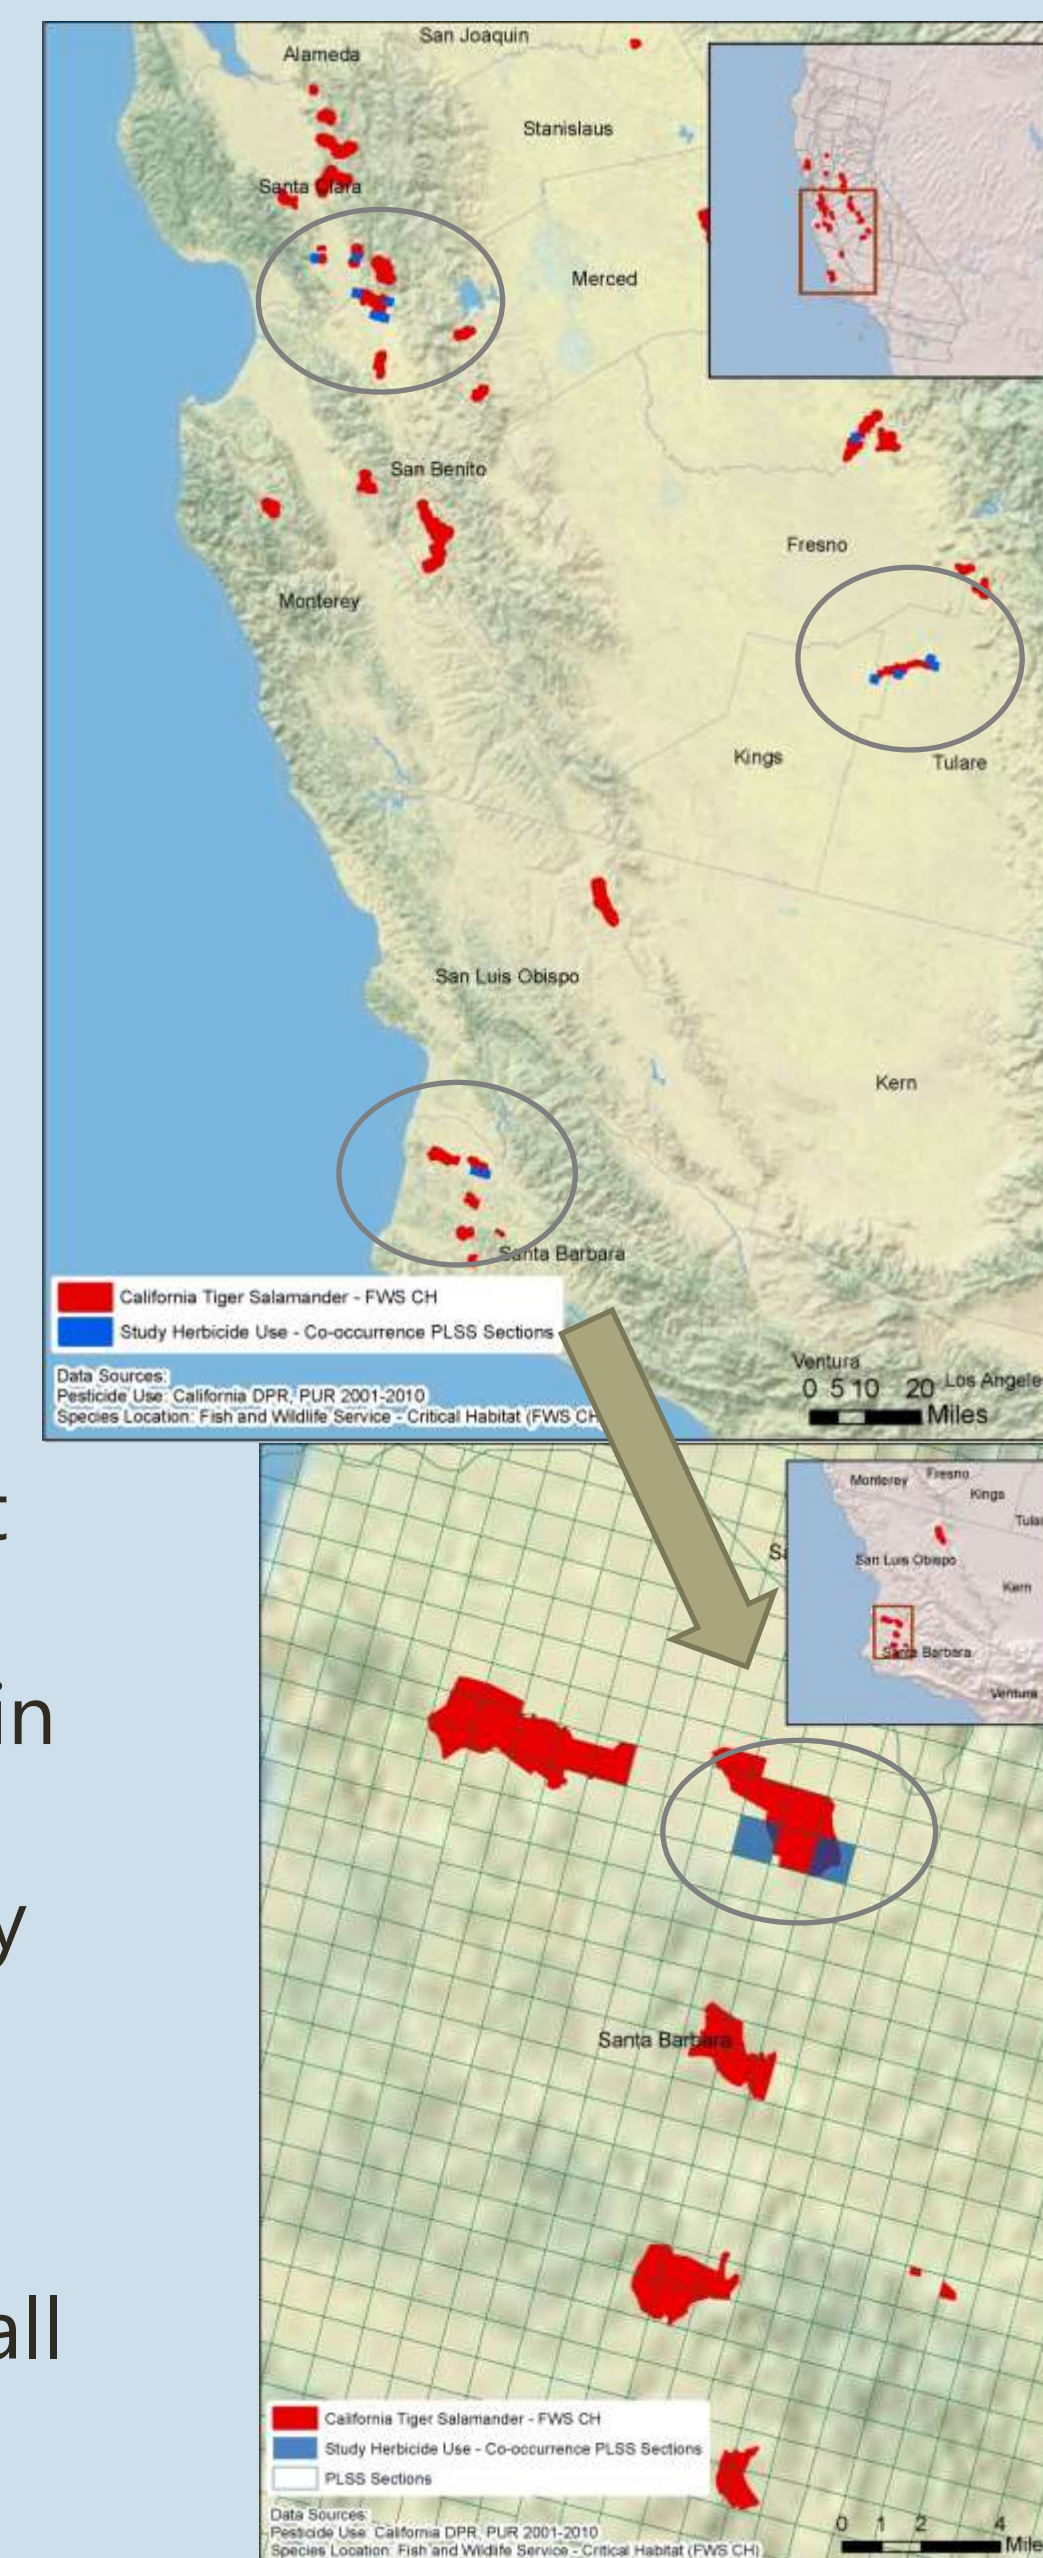 San Joaquin
Alameda
Stanislaus
Santa Clara
Merced
San Benito
Fresno
Monterey
Kings
Tulare
San Luis Obispo
Kern
Santa Barbara
California Tiger Salamander - FWS CH
Study Herbicide Use - Co-occurrence PLSS Sections
Data Sources:
Pesticide Use: California DPR, PUR 2001-2010
Species Location: Fish and Wildlife Service - Critical Habitat (FWS CH
Ventura
Los Angele
0 5 10 20
Miles
t
in
y
all
Monterey
Fresno
Kings
Tular
San Luis Obispo
Kern
Santa Barbara
Ventura
Sa
Santa Barbara
California Tiger Salamander - FWS CH
Study Herbicide Use - Co-occurrence PLSS Sections
PLSS Sections
Data Sources:
Pesticide Use: California DPR, PUR 2001-2010
Species Location: Fish and Wildlife Service - Critical Habitat (FWS CH)
0 1 2 4
Mile